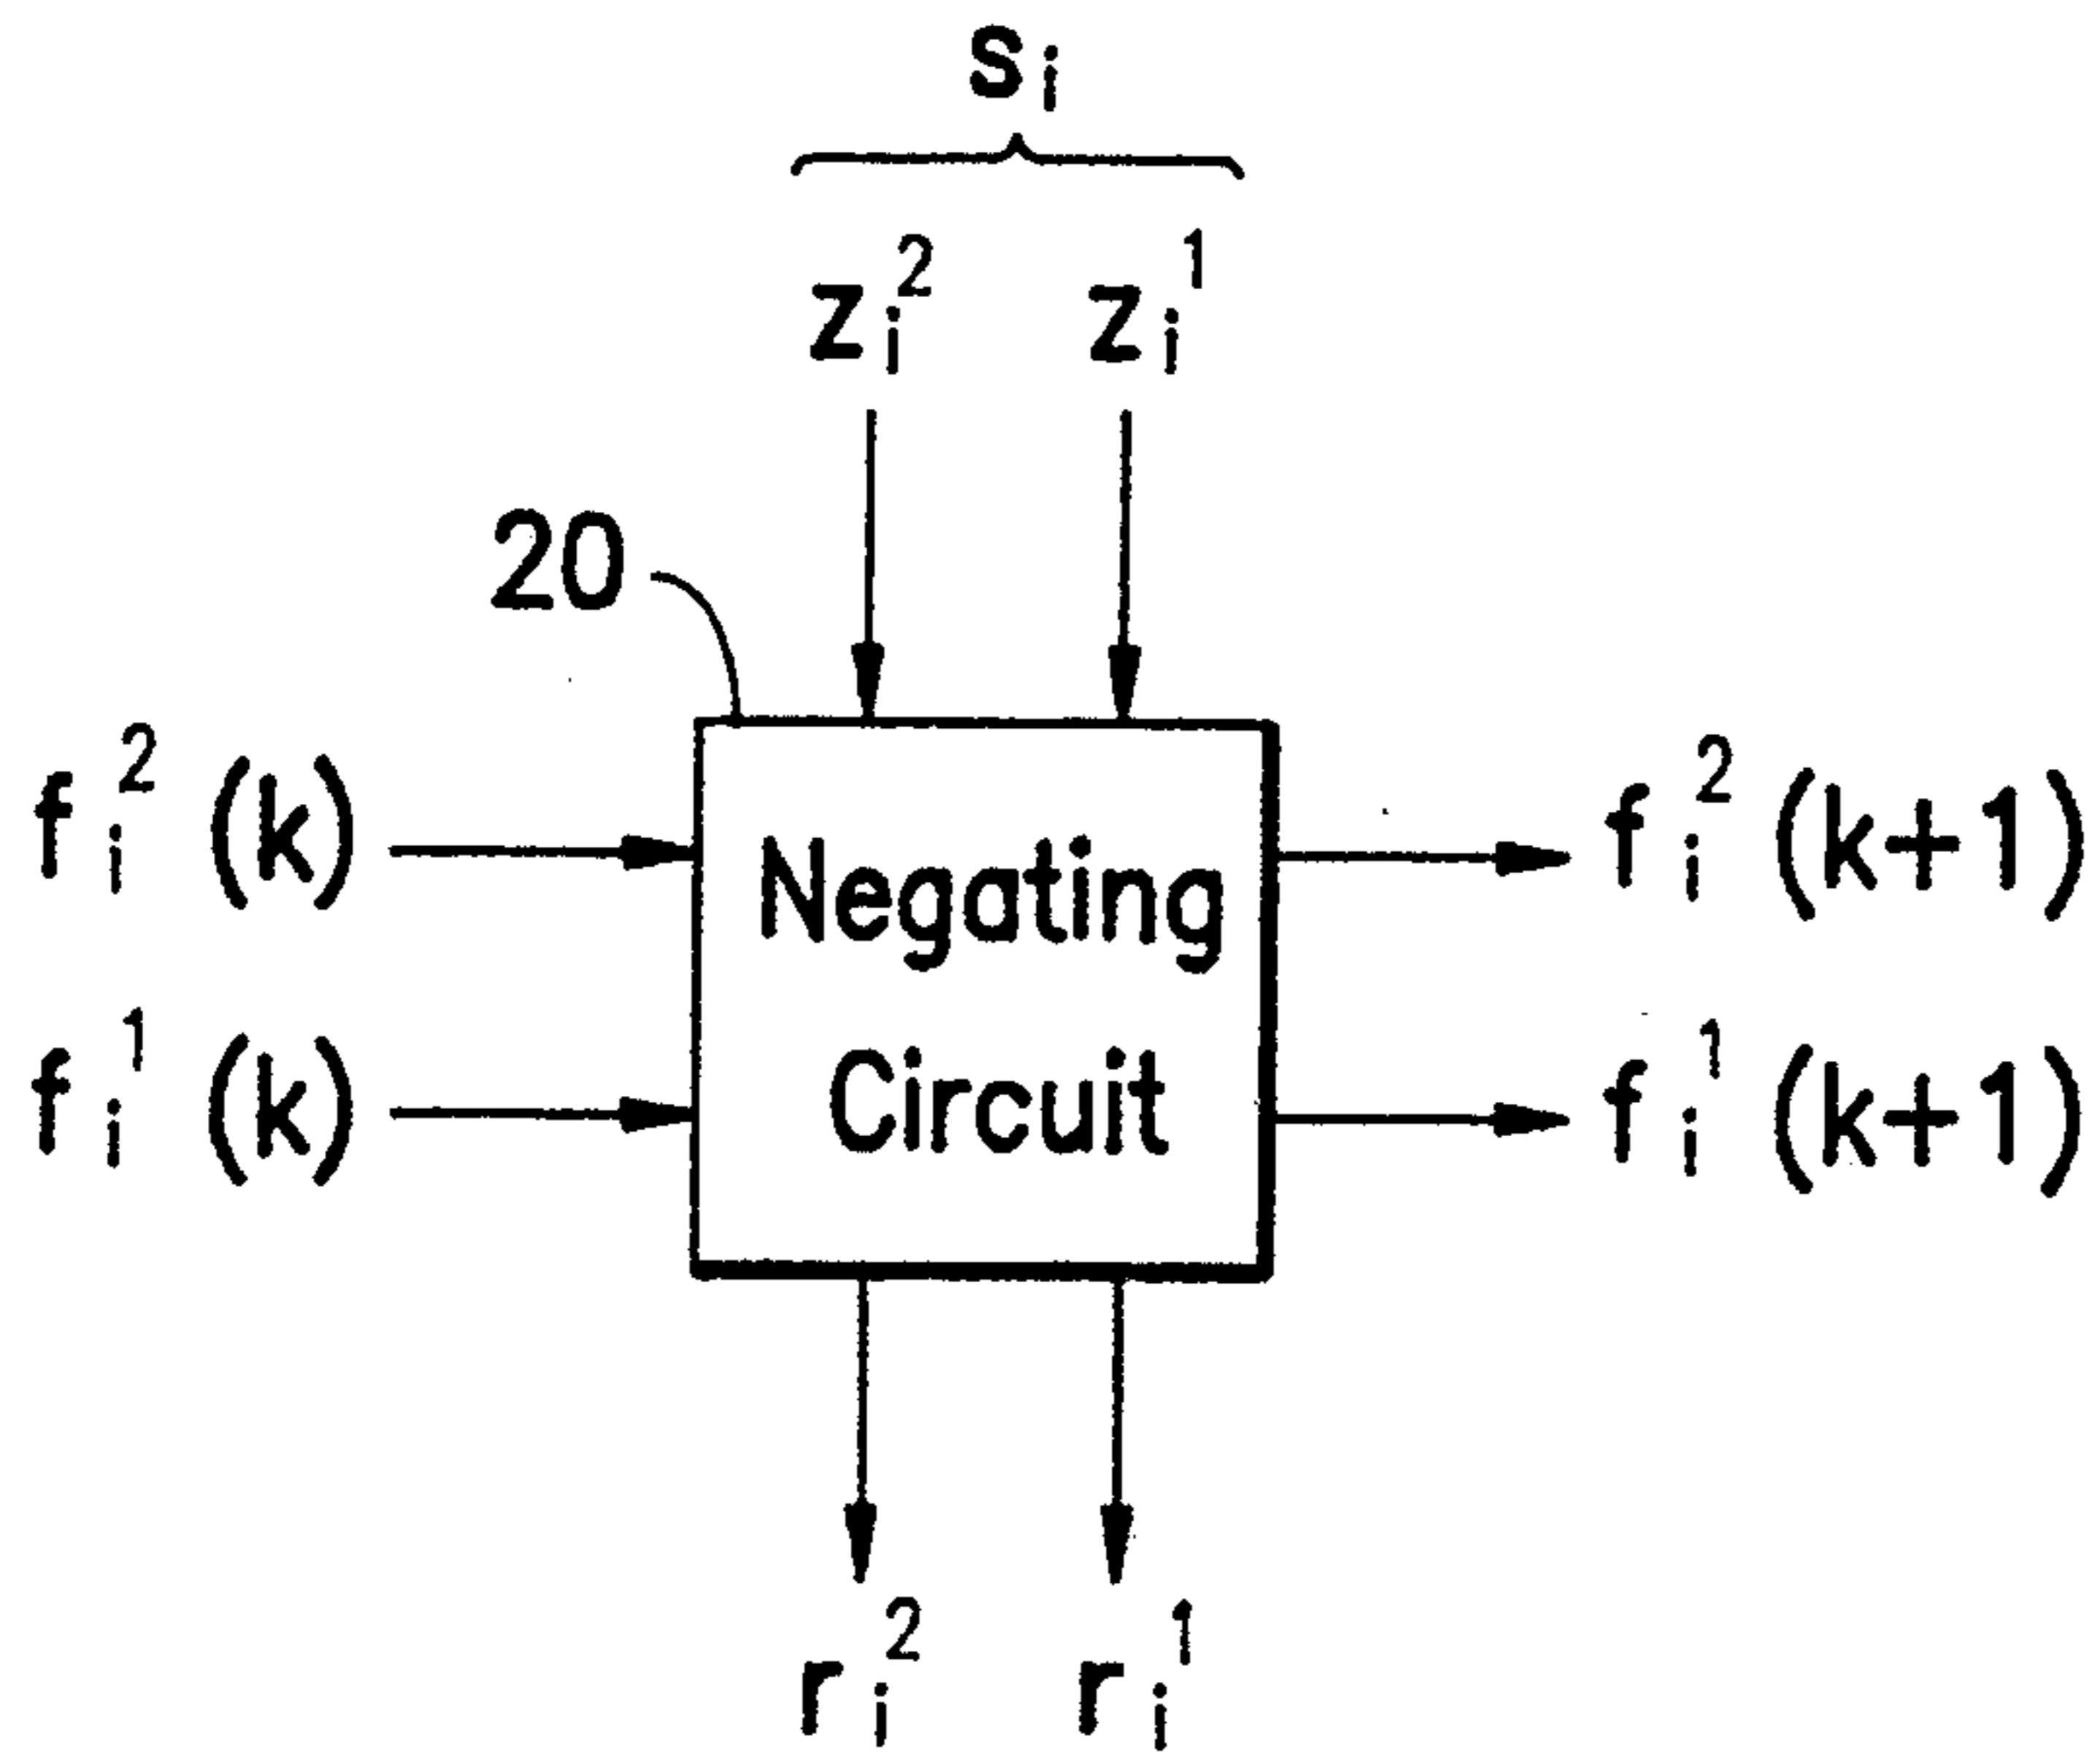 s_i
z_i^2 z_i^1
20
f_i^2 (k)
f_i^1 (k)
Negating
Circuit
f_i^2 (k+1)
f_i^1 (k+1)
r_i^2 r_i^1